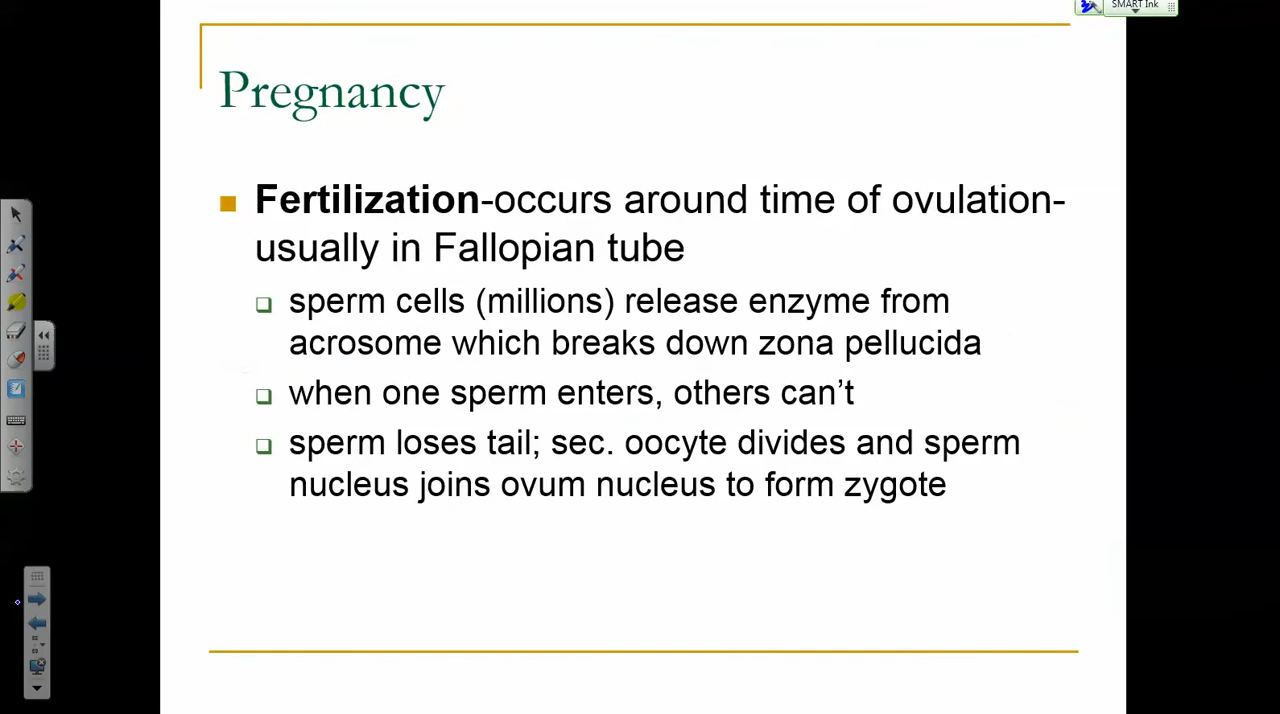 SMART Ink
Pregnancy
Fertilization-occurs around time of ovulation-
usually in Fallopian tube
sperm cells (millions) release enzyme from
acrosome which breaks down zona pellucida
when one sperm enters, others can’t
sperm loses tail; sec. oocyte divides and sperm
nucleus joins ovum nucleus to form zygote